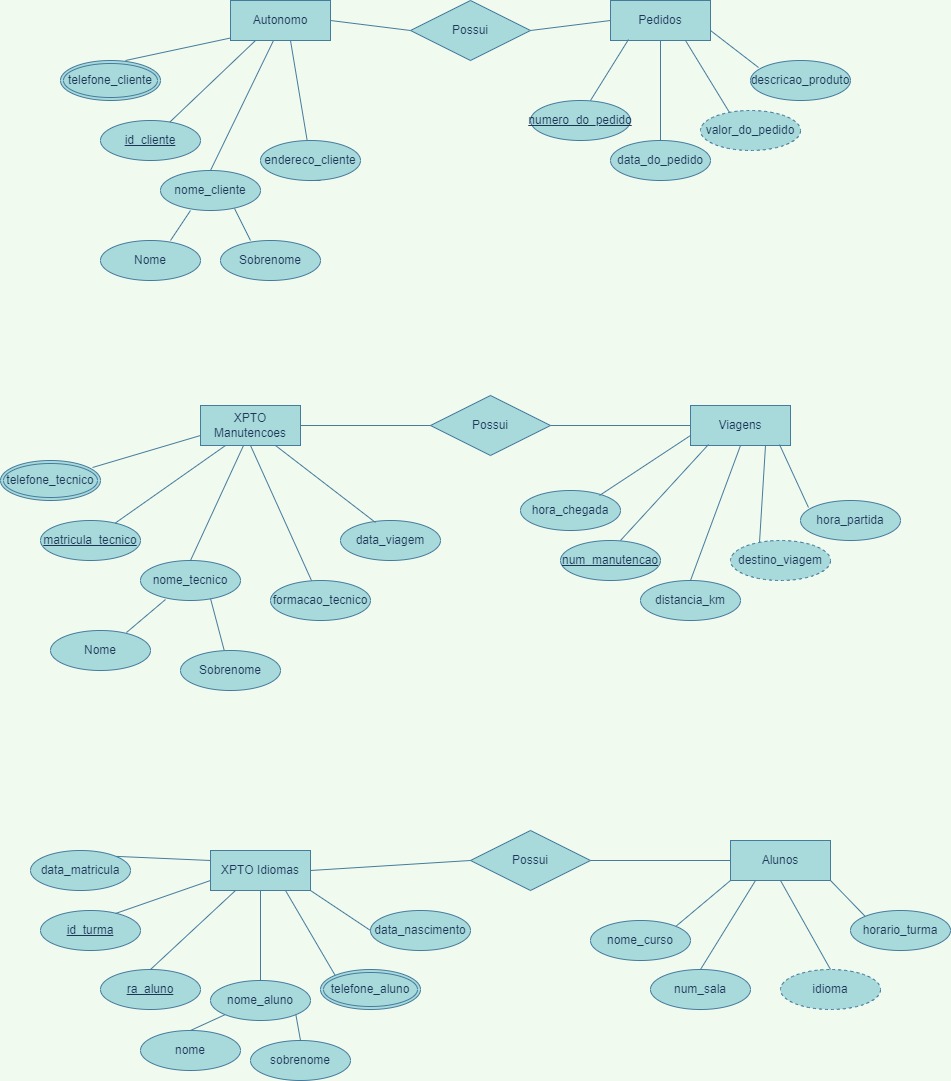 Autonomo
Possui
Pedidos
telefone_cliente
descricao_produto
numero_do_pedido
valor_do_pedido
id_cliente
endereco_cliente
data_do_pedido
nome_cliente
Nome
Sobrenome
XPTO
Manutencoes
Possui
Viagens
telefone_tecnico
hora_chegada
hora_partida
matricula_tecnico
data_viagem
num_manutencao
destino_viagem
nome_tecnico
formacao_tecnico
distancia_km
Nome
Sobrenome
data_matricula
XPTO Idiomas
Possui
Alunos
id_turma
data_nascimento
nome_curso
horario_turma
ra_aluno
nome_aluno
telefone_aluno
num_sala
idioma
nome
sobrenome